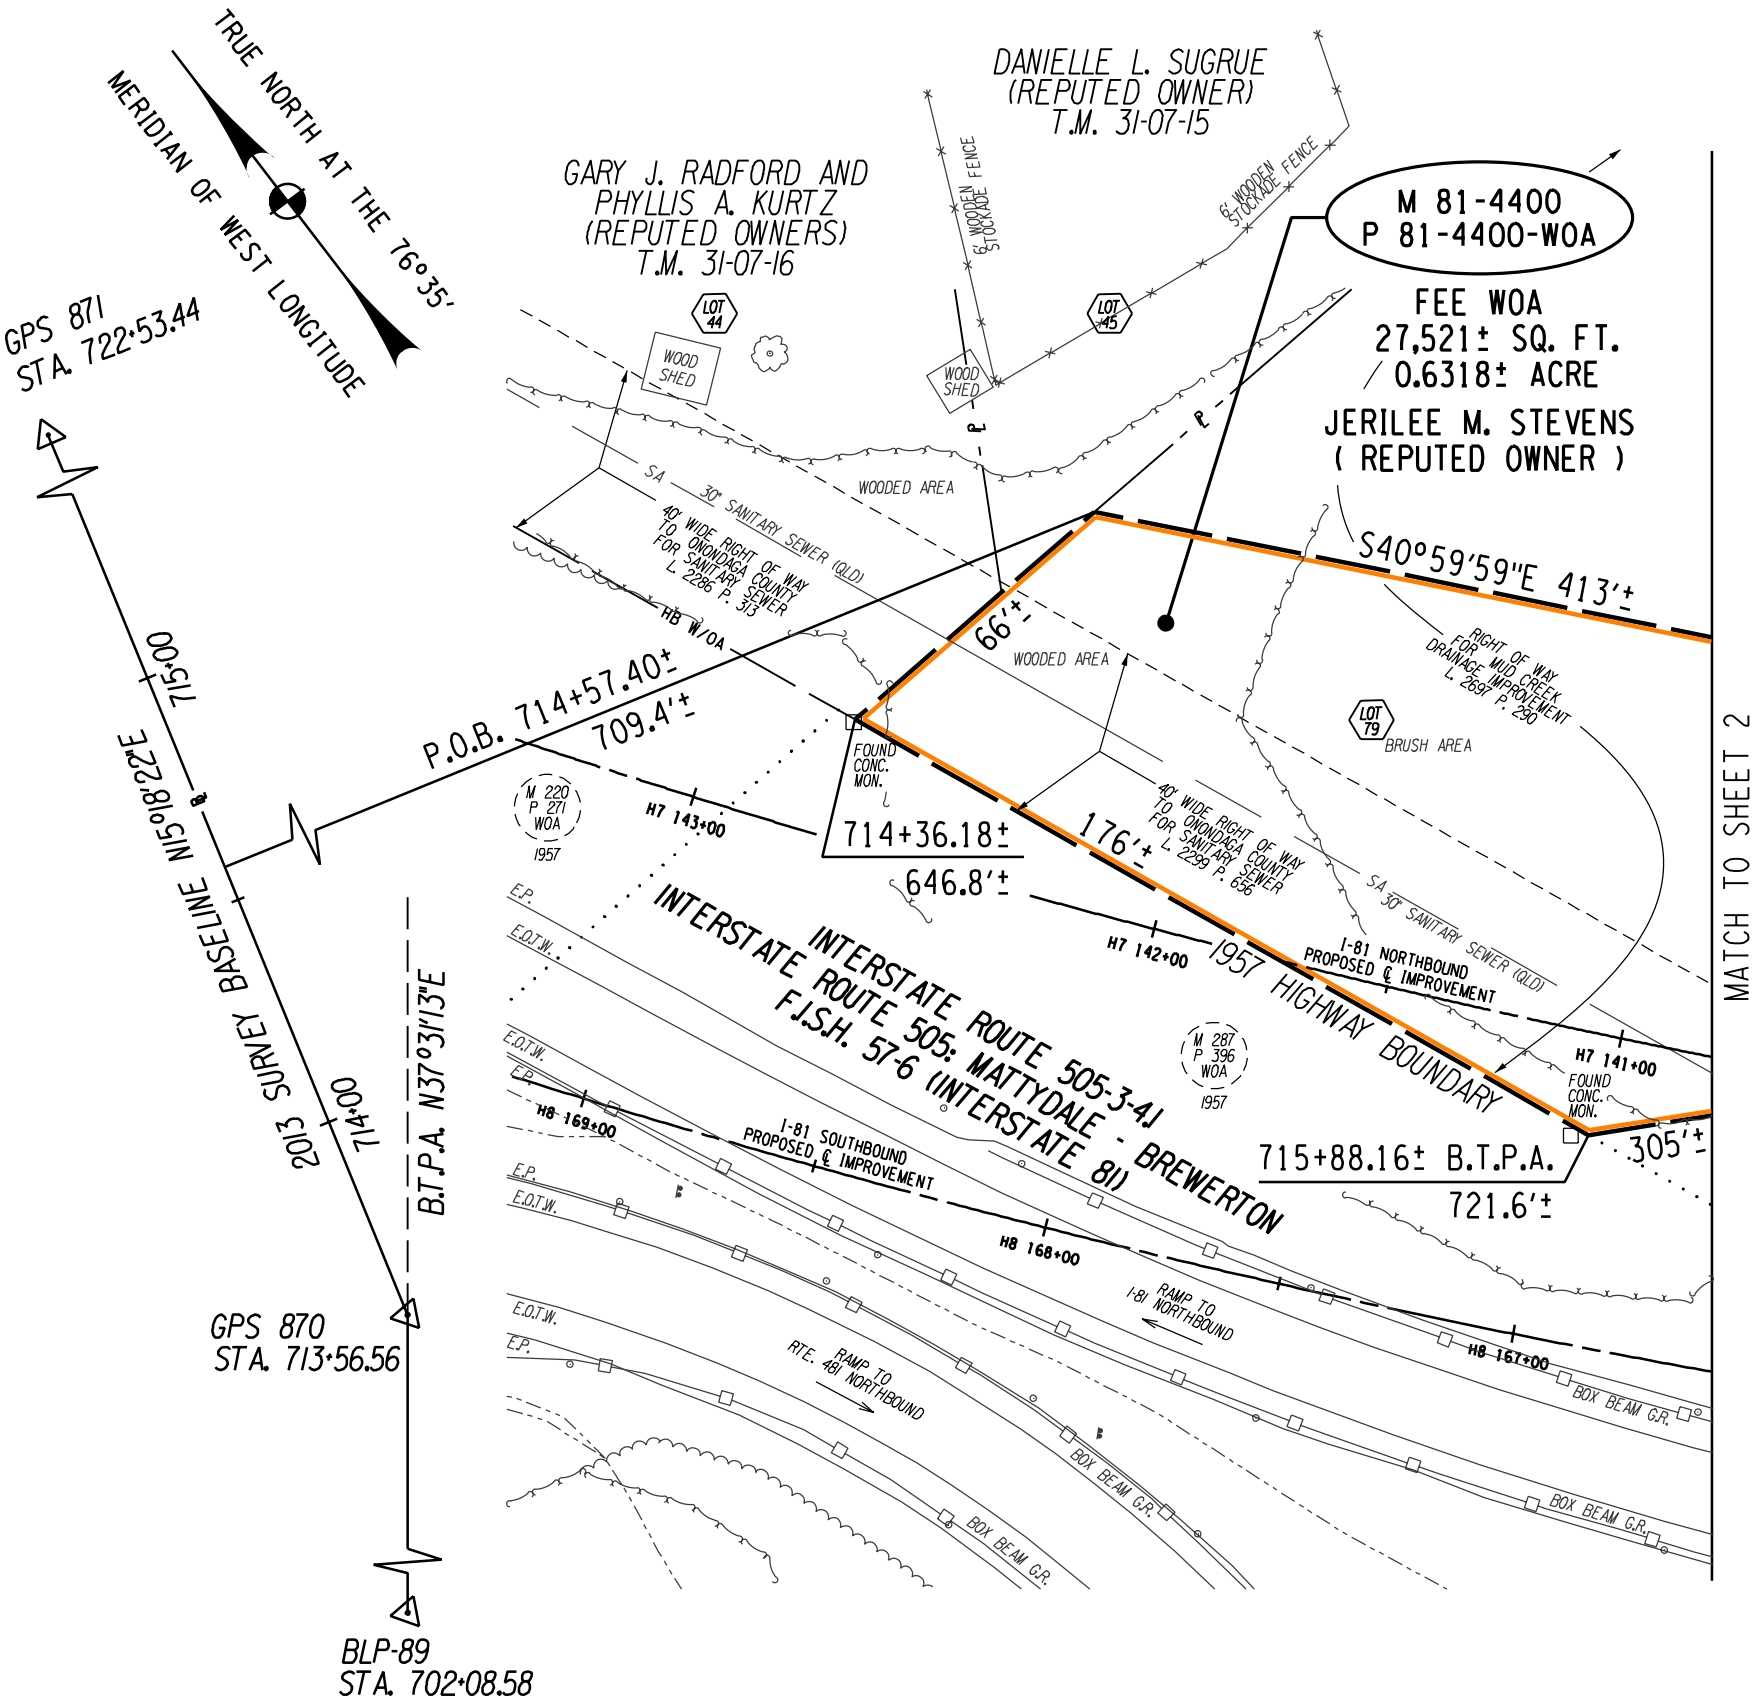 TRUE NORTH AT THE 76°35'
MERIDIAN OF WEST LONGITUDE
DANIELLE L. SUGRUE
(REPUTED OWNER)
T.M. 31-07-15
GARY J. RADFORD AND
PHYLLIS A. KURTZ
(REPUTED OWNERS)
T.M. 31-07-16
6' WOODEN
STOCKADE FENCE
6' WOODEN
STOCKADE FENCE
M 81-4400
P 81-4400-WOA
FEE WOA
27,521± SQ. FT.
0.6318± ACRE
JERILEE M. STEVENS
( REPUTED OWNER )
GPS 871
STA. 722+53.44
LOT
44
LOT
45
WOOD
SHED
WOOD
SHED
WOODED AREA
SA
30" SANITARY SEWER (QLD)
40' WIDE RIGHT OF WAY
TO ONONDAGA COUNTY
FOR SANITARY SEWER
L. 2286 P. 313
HB W/OA
S40°59'59"E 413'±
66'±
WOODED AREA
RIGHT OF WAY
FOR MUD CREEK
DRAINAGE IMPROVEMENT
L. 2697 P. 290
LOT
79
BRUSH AREA
715+00
P.O.B. 714+57.40±
709.4'±
2013 SURVEY BASELINE N15°18'22"E
FOUND
CONC.
MON.
M 220
P 271
WOA
1957
H7 143+00
714+36.18±
646.8'±
176'±
40' WIDE RIGHT OF WAY
TO ONONDAGA COUNTY
FOR SANITARY SEWER
L. 2299 P. 656
SA
30" SANITARY SEWER (QLD)
MATCH TO SHEET 2
E.P.
E.O.T.W.
H7 142+00
1957 HIGHWAY BOUNDARY
I-81 NORTHBOUND
PROPOSED ℄ IMPROVEMENT
INTERSTATE ROUTE 505-3-4.1
INTERSTATE ROUTE 505: MATTYDALE - BREWERTON
F.I.S.H. 57-6 (INTERSTATE 81)
B.T.P.A. N37°31'13"E
714+00
M 287
P 396
WOA
1957
H7 141+00
FOUND
CONC.
MON.
E.O.T.W.
E.P.
H8 169+00
I-81 SOUTHBOUND
PROPOSED ℄ IMPROVEMENT
715+88.16± B.T.P.A.
721.6'±
305'±
E.P.
E.O.T.W.
H8 168+00
RAMP TO
I-81 NORTHBOUND
GPS 870
STA. 713+56.56
E.O.T.W.
E.P.
RAMP TO
RTE. 481 NORTHBOUND
H8 167+00
BOX BEAM G.R.
BOX BEAM G.R.
BOX BEAM G.R.
BOX BEAM G.R.
BLP-89
STA. 702+08.58